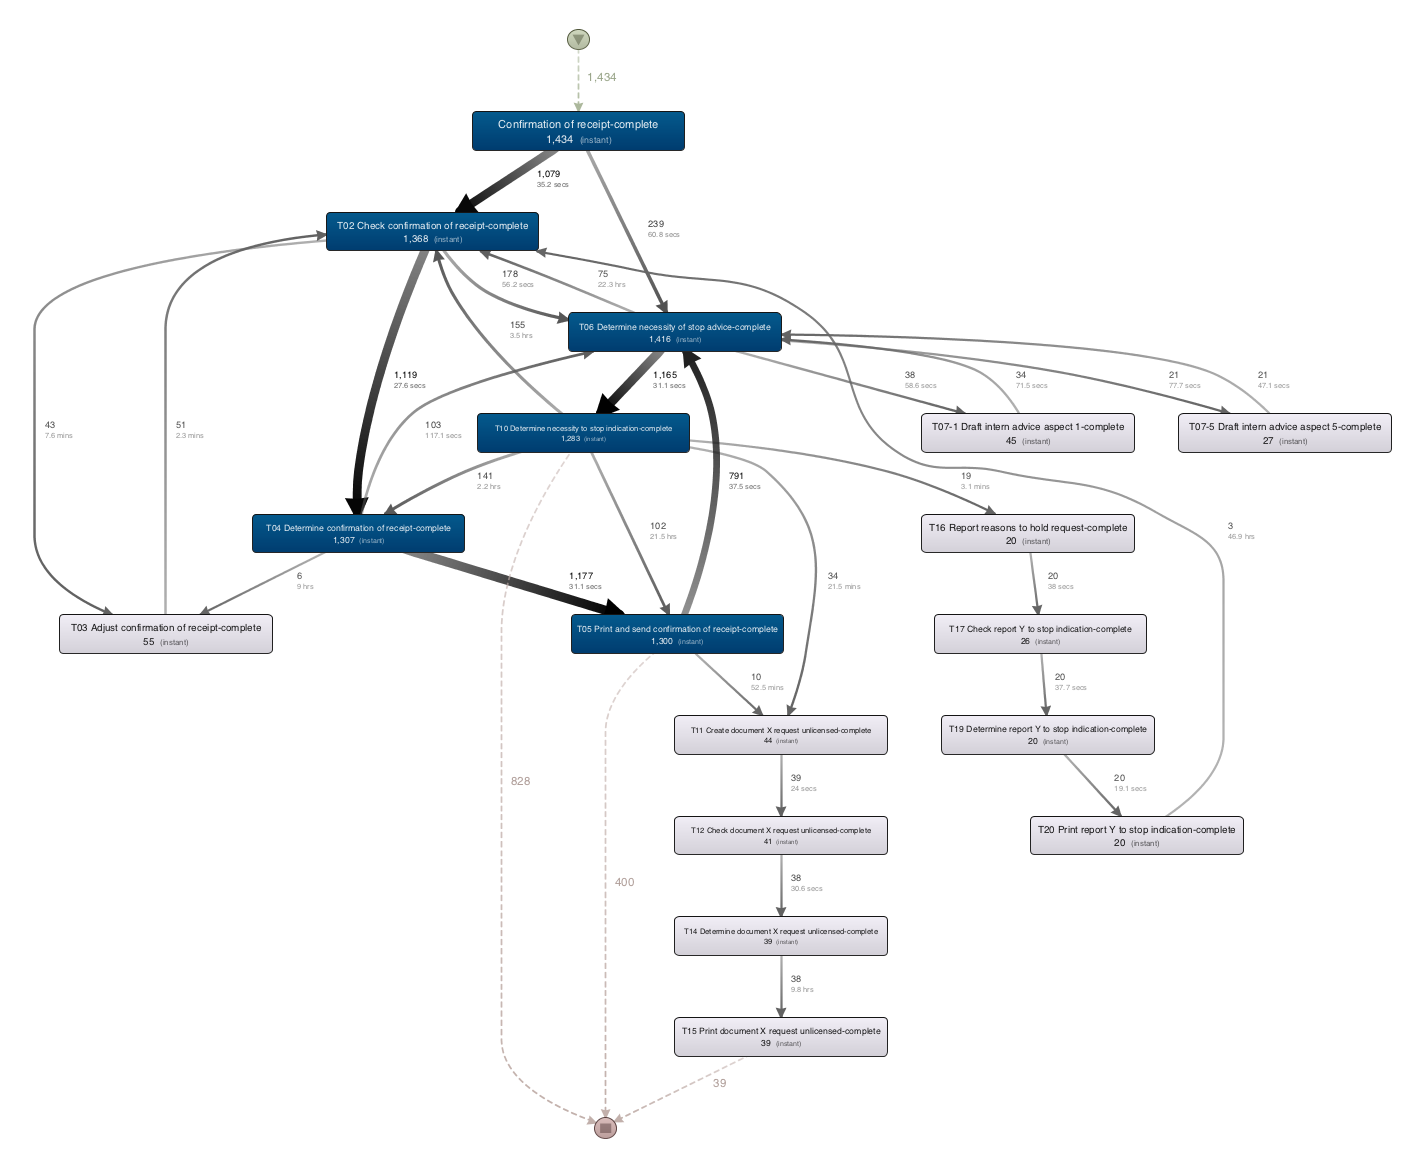 1,434
Confirmation of receipt-complete
1,434 (instant)
1,079
35.2 secs
T02 Check confirmation of receipt-complete
1,368 (instant)
239
60.8 secs
178
56.2 secs
75
22.3 hrs
155
3.5 hrs
T06 Determine necessity of stop advice-complete
1,416 (instant)
1,119
27.6 secs
1,165
31.1 secs
38
58.6 secs
34
71.5 secs
21
77.7 secs
21
47.1 secs
43
7.6 mins
51
2.3 mins
103
117.1 secs
T10 Determine necessity to stop indication-complete
1,283 (instant)
T07-1 Draft intern advice aspect 1-complete
45 (instant)
T07-5 Draft intern advice aspect 5-complete
27 (instant)
141
2.2 hrs
791
37.5 secs
19
3.1 mins
T04 Determine confirmation of receipt-complete
1,307 (instant)
102
21.5 hrs
T16 Report reasons to hold request-complete
20 (instant)
3
46.9 hrs
6
9 hrs
1,177
31.1 secs
34
21.5 mins
20
38 secs
T03 Adjust confirmation of receipt-complete
55 (instant)
T05 Print and send confirmation of receipt-complete
1,300 (instant)
T17 Check report Y to stop indication-complete
26 (instant)
10
52.5 mins
20
37.7 secs
T11 Create document X request unlicensed-complete
44 (instant)
T19 Determine report Y to stop indication-complete
20 (instant)
828
39
24 secs
20
19.1 secs
T12 Check document X request unlicensed-complete
41 (instant)
T20 Print report Y to stop indication-complete
20 (instant)
400
38
30.6 secs
T14 Determine document X request unlicensed-complete
39 (instant)
38
9.8 hrs
T15 Print document X request unlicensed-complete
39 (instant)
39